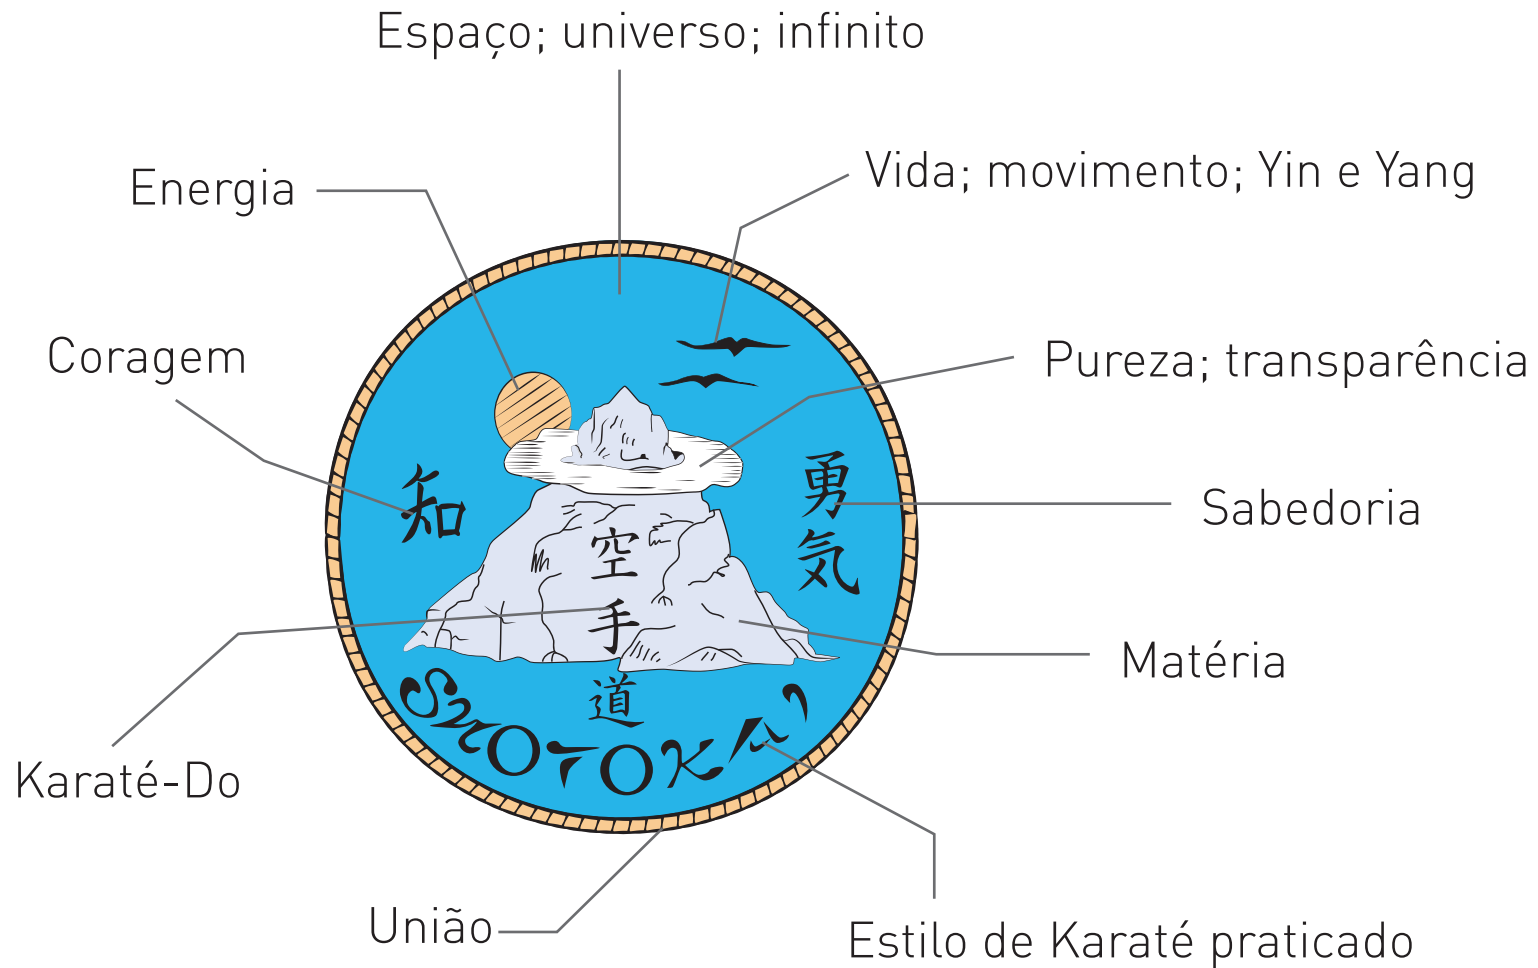 Espaço; universo; infinito
Vida; movimento; Yin e Yang
Energia
Coragem
Pureza; transparência
知
勇気
Sabedoria
空手道
Matéria
SHOTOKAI
Karaté-Do
União
Estilo de Karaté praticado